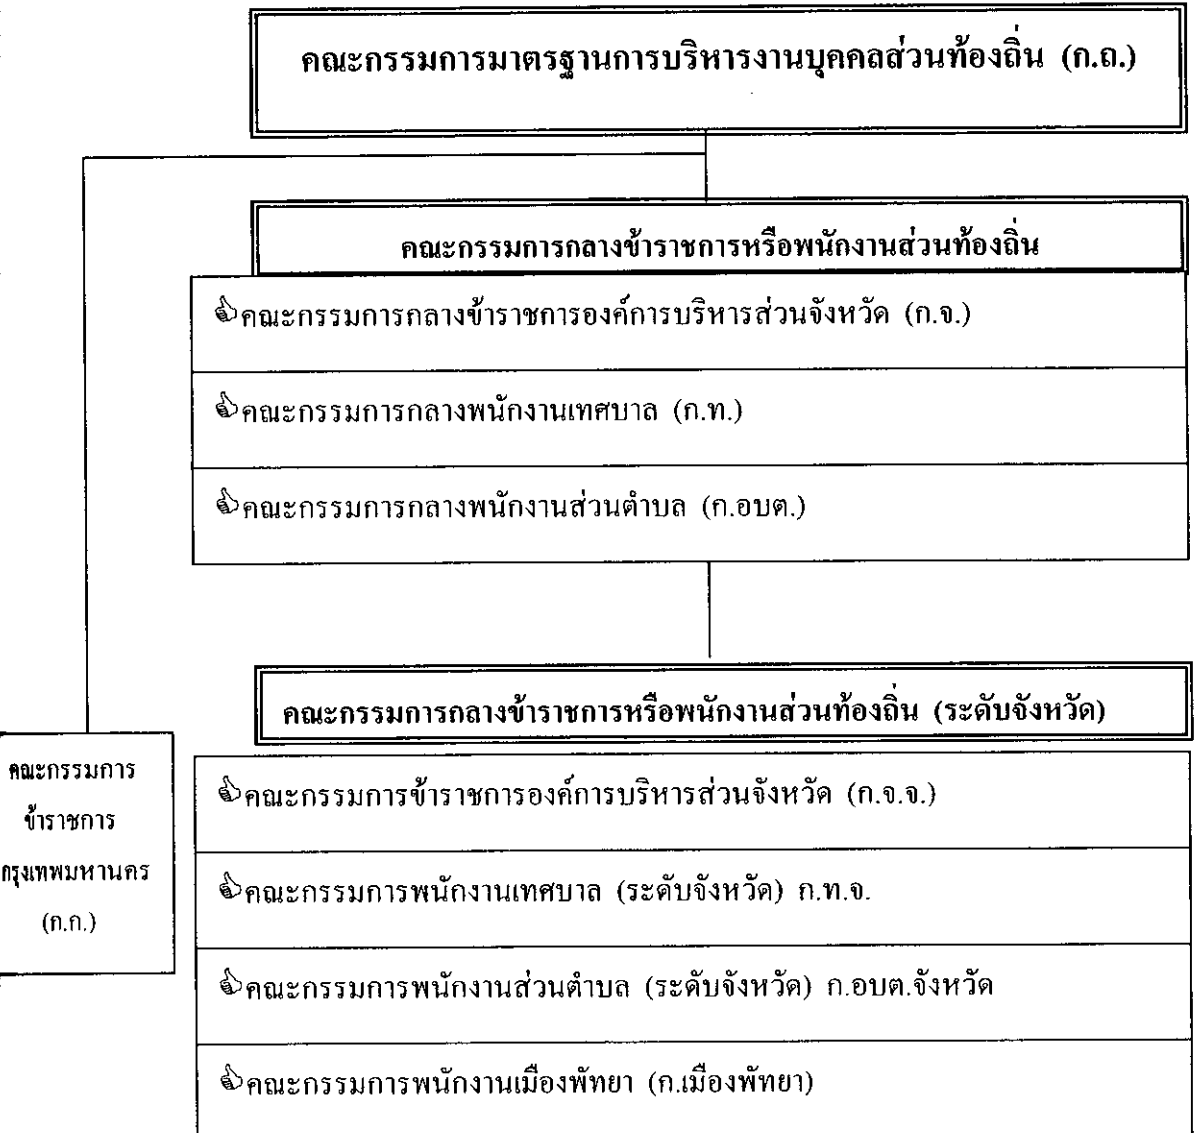 คณะกรรมการมาตรฐานการบริหารงานบุคคลส่วนท้องถิ่น (ก.ถ.)
คณะกรรมการกลางข้าราชการหรือพนักงานส่วนท้องถิ่น
คณะกรรมการกลางข้าราชการองค์การบริหารส่วนจังหวัด (ก.จ.)
คณะกรรมการกลางพนักงานเทศบาล (ก.ท.)
คณะกรรมการกลางพนักงานส่วนตำบล (ก.อบต.)
คณะกรรมการกลางข้าราชการหรือพนักงานส่วนท้องถิ่น (ระดับจังหวัด)
คณะกรรมการ
ข้าราชการ
กรุงเทพมหานคร
(ก.ก.)
คณะกรรมการข้าราชการองค์การบริหารส่วนจังหวัด (ก.จ.จ.)
คณะกรรมการพนักงานเทศบาล (ระดับจังหวัด) ก.ท.จ.
คณะกรรมการพนักงานส่วนตำบล (ระดับจังหวัด) ก.อบต.จังหวัด
คณะกรรมการพนักงานเมืองพัทยา (ก.เมืองพัทยา)